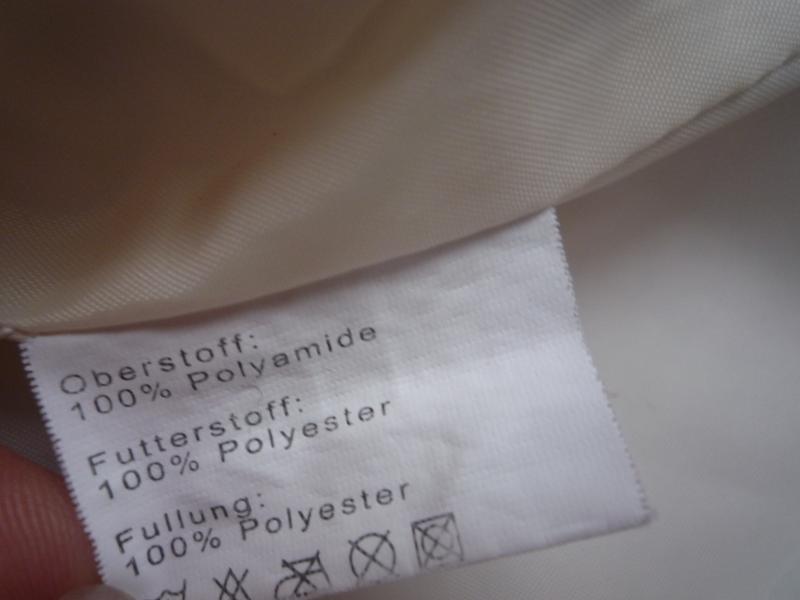 Oberstoff:
100% Polyamide
Futterstoff:
100% Polyester
Fullung:
100% Polyester